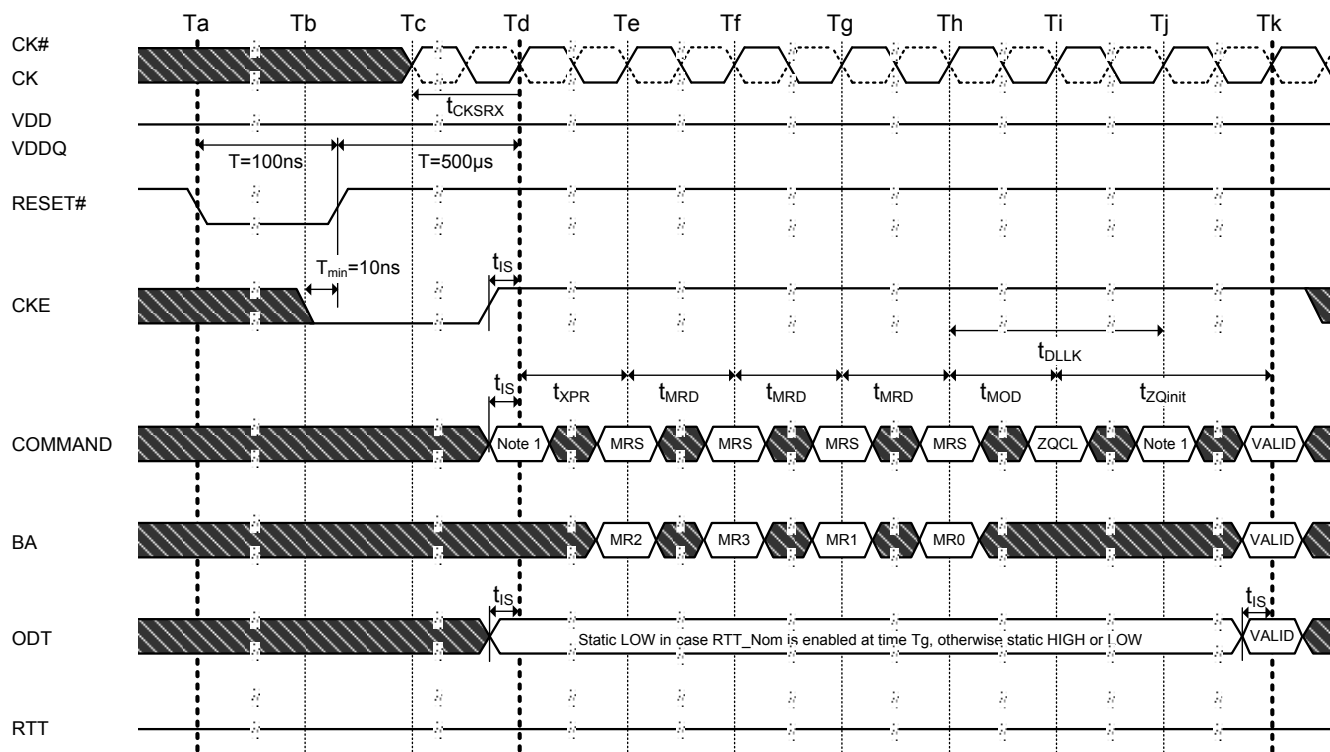 Ta Tb Tc Td Te Tf Tg Th Ti Tj Tk
CK#
CK
tCKSRX
VDD
VDDQ
T=100ns T=500µs
RESET#
Tmin=10ns tIS
CKE
tDLLK
tIS tXPR tMRD tMRD tMRD tMOD tZQinit
COMMAND Note 1 MRS MRS MRS MRS ZQCL Note 1 VALID
BA MR2 MR3 MR1 MR0 VALID
tIS tIS
ODT Static LOW in case RTT_Nom is enabled at time Tg, otherwise static HIGH or LOW VALID
RTT